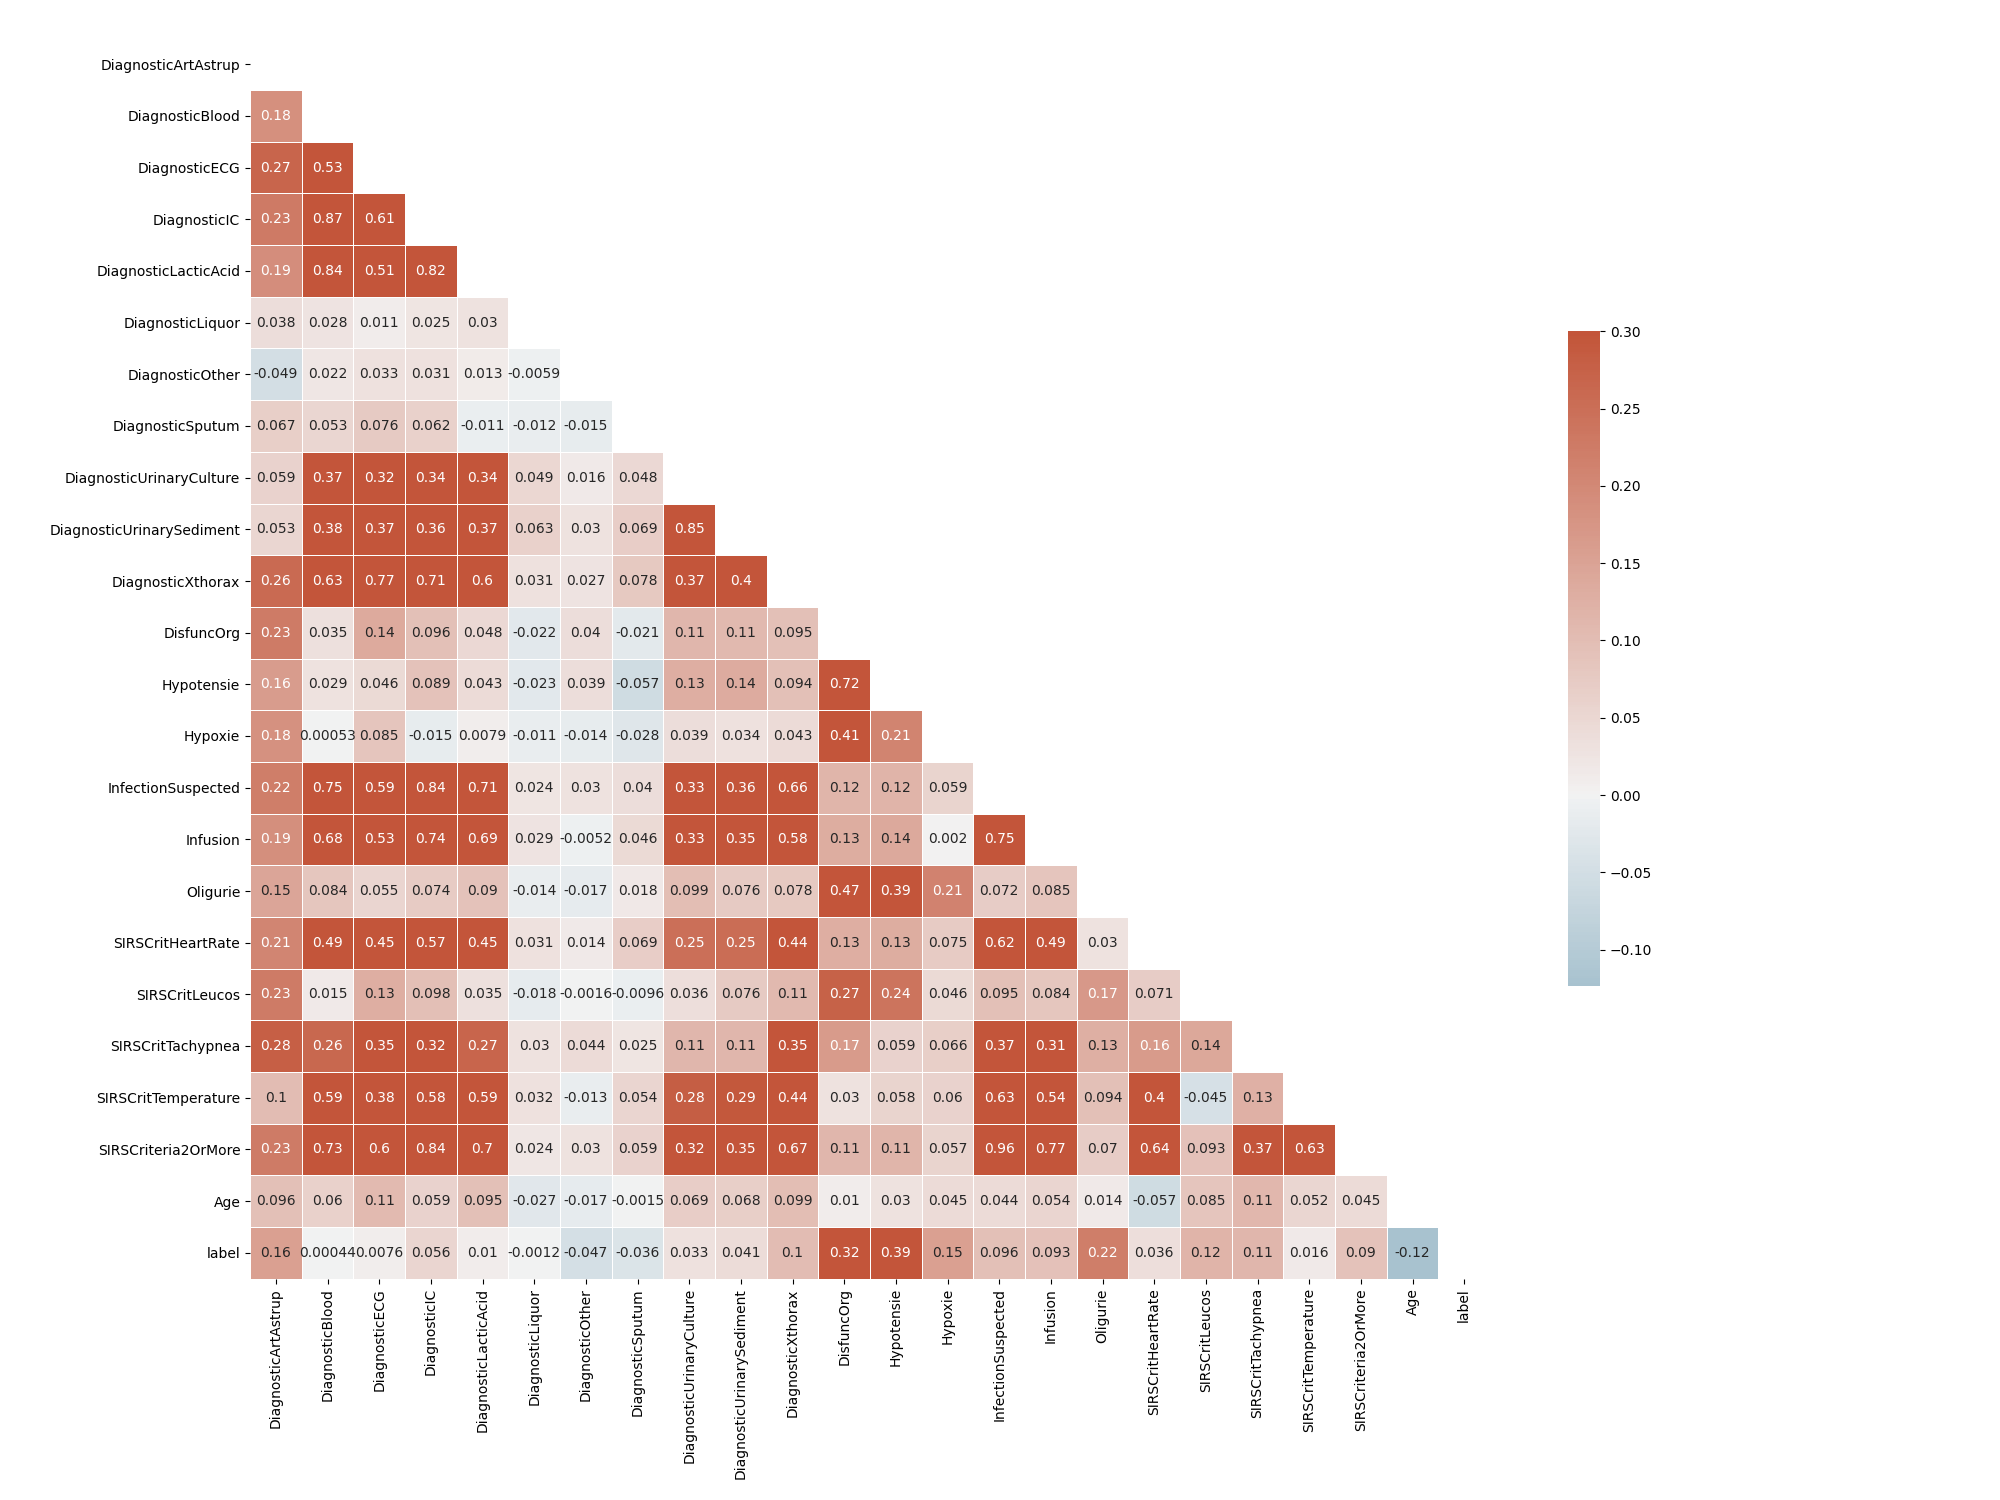 DiagnosticArtAstrup
DiagnosticBlood 0.18
DiagnosticECG 0.27 0.53
DiagnosticIC 0.23 0.87 0.61
DiagnosticLacticAcid 0.19 0.84 0.51 0.82
DiagnosticLiquor 0.038 0.028 0.011 0.025 0.03
DiagnosticOther -0.049 0.022 0.033 0.031 0.013 -0.0059
DiagnosticSputum 0.067 0.053 0.076 0.062 -0.011 -0.012 -0.015
DiagnosticUrinaryCulture 0.059 0.37 0.32 0.34 0.34 0.049 0.016 0.048
DiagnosticUrinarySediment 0.053 0.38 0.37 0.36 0.37 0.063 0.03 0.069 0.85
DiagnosticXthorax 0.26 0.63 0.77 0.71 0.6 0.031 0.027 0.078 0.37 0.4
DisfuncOrg 0.23 0.035 0.14 0.096 0.048 -0.022 0.04 -0.021 0.11 0.11 0.095
Hypotensie 0.16 0.029 0.046 0.089 0.043 -0.023 0.039 -0.057 0.13 0.14 0.094 0.72
Hypoxie 0.18 0.00053 0.085 -0.015 0.0079 -0.011 -0.014 -0.028 0.039 0.034 0.043 0.41 0.21
InfectionSuspected 0.22 0.75 0.59 0.84 0.71 0.024 0.03 0.04 0.33 0.36 0.66 0.12 0.12 0.059
Infusion 0.19 0.68 0.53 0.74 0.69 0.029 -0.0052 0.046 0.33 0.35 0.58 0.13 0.14 0.002 0.75
Oligurie 0.15 0.084 0.055 0.074 0.09 -0.014 -0.017 0.018 0.099 0.076 0.078 0.47 0.39 0.21 0.072 0.085
SIRSCritHeartRate 0.21 0.49 0.45 0.57 0.45 0.031 0.014 0.069 0.25 0.25 0.44 0.13 0.13 0.075 0.62 0.49 0.03
SIRSCritLeucos 0.23 0.015 0.13 0.098 0.035 -0.018 -0.0016 -0.0096 0.036 0.076 0.11 0.27 0.24 0.046 0.095 0.084 0.17 0.071
SIRSCritTachypnea 0.28 0.26 0.35 0.32 0.27 0.03 0.044 0.025 0.11 0.11 0.35 0.17 0.059 0.066 0.37 0.31 0.13 0.16 0.14
SIRSCritTemperature 0.1 0.59 0.38 0.58 0.59 0.032 -0.013 0.054 0.28 0.29 0.44 0.03 0.058 0.06 0.63 0.54 0.094 0.4 -0.045 0.13
SIRSCriteria2OrMore 0.23 0.73 0.6 0.84 0.7 0.024 0.03 0.059 0.32 0.35 0.67 0.11 0.11 0.057 0.96 0.77 0.07 0.64 0.093 0.37 0.63
Age 0.096 0.06 0.11 0.059 0.095 -0.027 -0.017 -0.0015 0.069 0.068 0.099 0.01 0.03 0.045 0.044 0.054 0.014 -0.057 0.085 0.11 0.052 0.045
label 0.16 0.00044 0.0076 0.056 0.01 -0.0012 -0.047 -0.036 0.033 0.041 0.1 0.32 0.39 0.15 0.096 0.093 0.22 0.036 0.12 0.11 0.016 0.09 -0.12
DiagnosticArtAstrup
DiagnosticBlood
DiagnosticECG
DiagnosticIC
DiagnosticLacticAcid
DiagnosticLiquor
DiagnosticOther
DiagnosticSputum
DiagnosticUrinaryCulture
DiagnosticUrinarySediment
DiagnosticXthorax
DisfuncOrg
Hypotensie
Hypoxie
InfectionSuspected
Infusion
Oligurie
SIRSCritHeartRate
SIRSCritLeucos
SIRSCritTachypnea
SIRSCritTemperature
SIRSCriteria2OrMore
Age
label
0.30
0.25
0.20
0.15
0.10
0.05
0.00
−0.05
−0.10